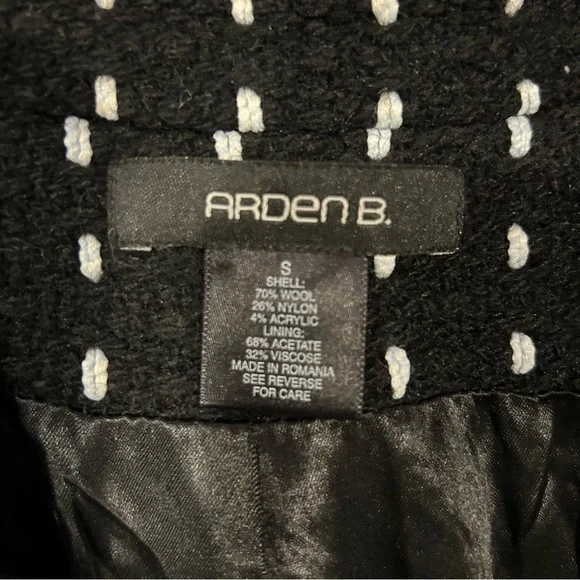 ARDEN B.
S
SHELL:
70% WOOL
26% NYLON
4% ACRYLIC
LINING:
68% ACETATE
32% VISCOSE
MADE IN ROMANIA
SEE REVERSE
FOR CARE